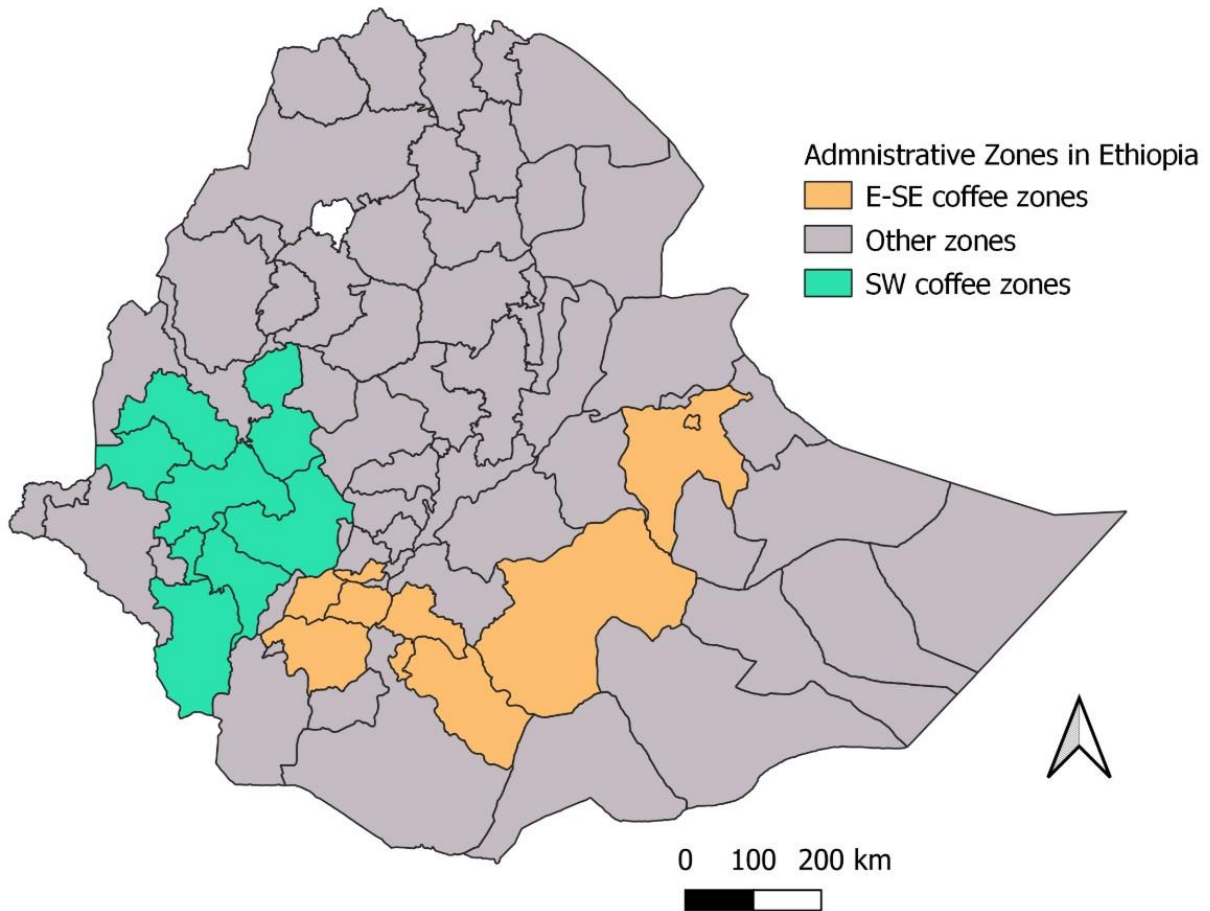 Admnistrative Zones in Ethiopia
E-SE coffee zones
Other zones
SW coffee zones
0 100 200 km